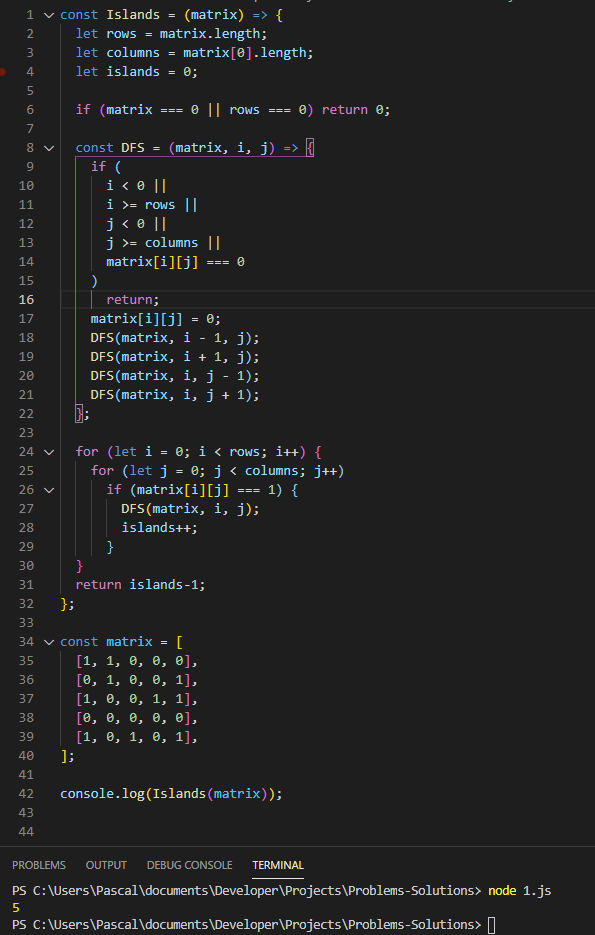 1 const Islands = (matrix) => {
2 let rows = matrix.length;
3 let columns = matrix[0].length;
4 let islands = 0;
5
6 if (matrix === 0 || rows === 0) return 0;
7
8 const DFS = (matrix, i, j) => {
9 if (
10 i < 0 ||
11 i >= rows ||
12 j < 0 ||
13 j >= columns ||
14 matrix[i][j] === 0
15 )
16 return;
17 matrix[i][j] = 0;
18 DFS(matrix, i - 1, j);
19 DFS(matrix, i + 1, j);
20 DFS(matrix, i, j - 1);
21 DFS(matrix, i, j + 1);
22 };
23
24 for (let i = 0; i < rows; i++) {
25 for (let j = 0; j < columns; j++)
26 if (matrix[i][j] === 1) {
27 DFS(matrix, i, j);
28 islands++;
29 }
30 }
31 return islands-1;
32 };
33
34 const matrix = [
35 [1, 1, 0, 0, 0],
36 [0, 1, 0, 0, 1],
37 [1, 0, 0, 1, 1],
38 [0, 0, 0, 0, 0],
39 [1, 0, 1, 0, 1],
40 ];
41
42 console.log(Islands(matrix));
43
44
PROBLEMS OUTPUT DEBUG CONSOLE TERMINAL
PS C:\Users\Pascal\documents\Developer\Projects\Problems-Solutions> node 1.js
5
PS C:\Users\Pascal\documents\Developer\Projects\Problems-Solutions>